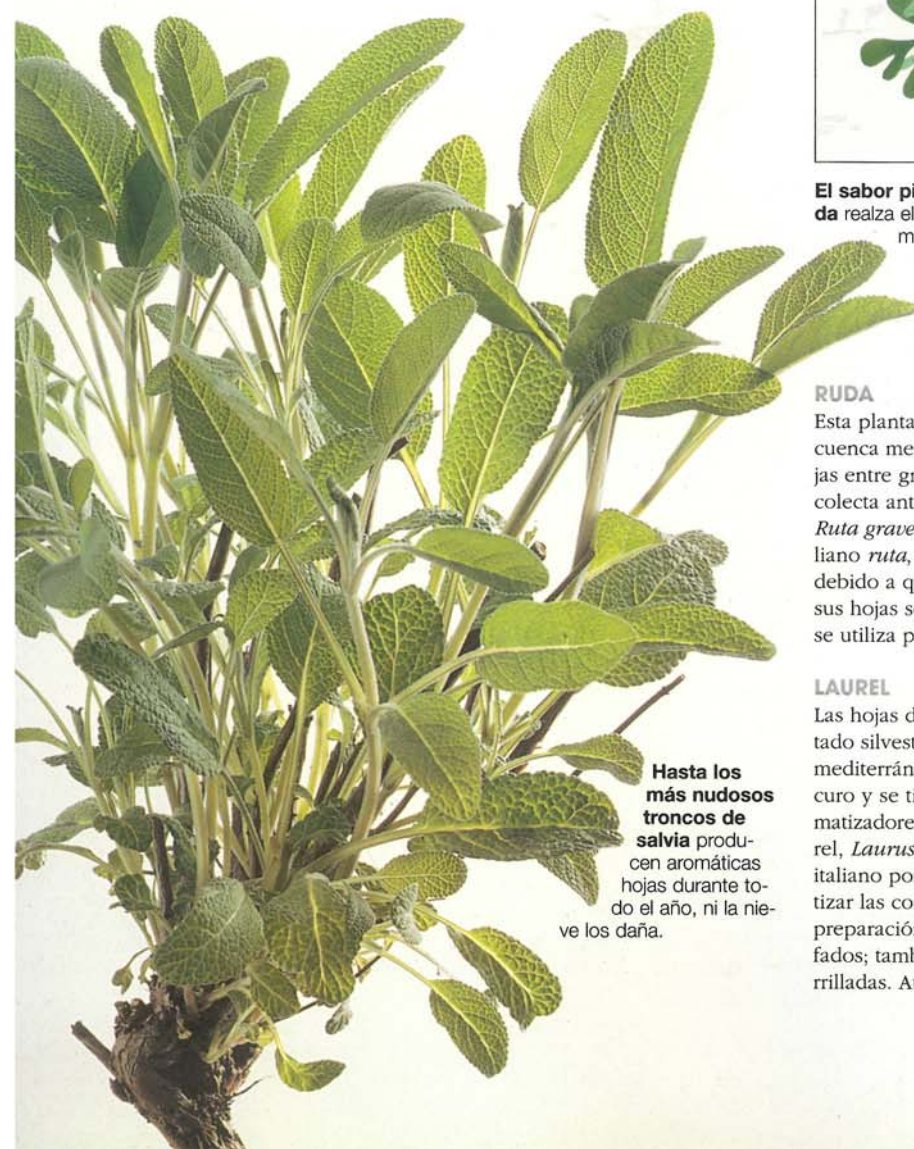 El sabor pi
da realza el
m
RUDA
Esta planta
cuenca me
jas entre gr
colecta ant
Ruta grave
liano ruta,
debido a q
sus hojas s
se utiliza p
LAUREL
Las hojas d
tado silvest
mediterrán
curo y se ti
matizadore
rel, Laurus
italiano po
tizar las co
preparación
fados; tamb
rrilladas. A
Hasta los
más nudosos
troncos de
salvia produ-
cen aromáticas
hojas durante to-
do el año, ni la nie-
ve los daña.